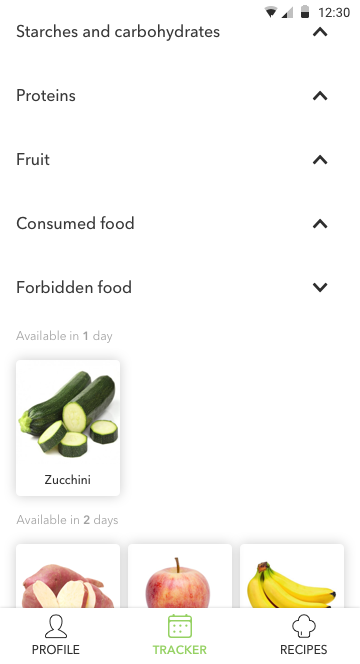 12:30
Starches and carbohydrates
Proteins
Fruit
Consumed food
Forbidden food
Available in 1 day
Zucchini
Available in 2 days
PROFILE
TRACKER
RECIPES